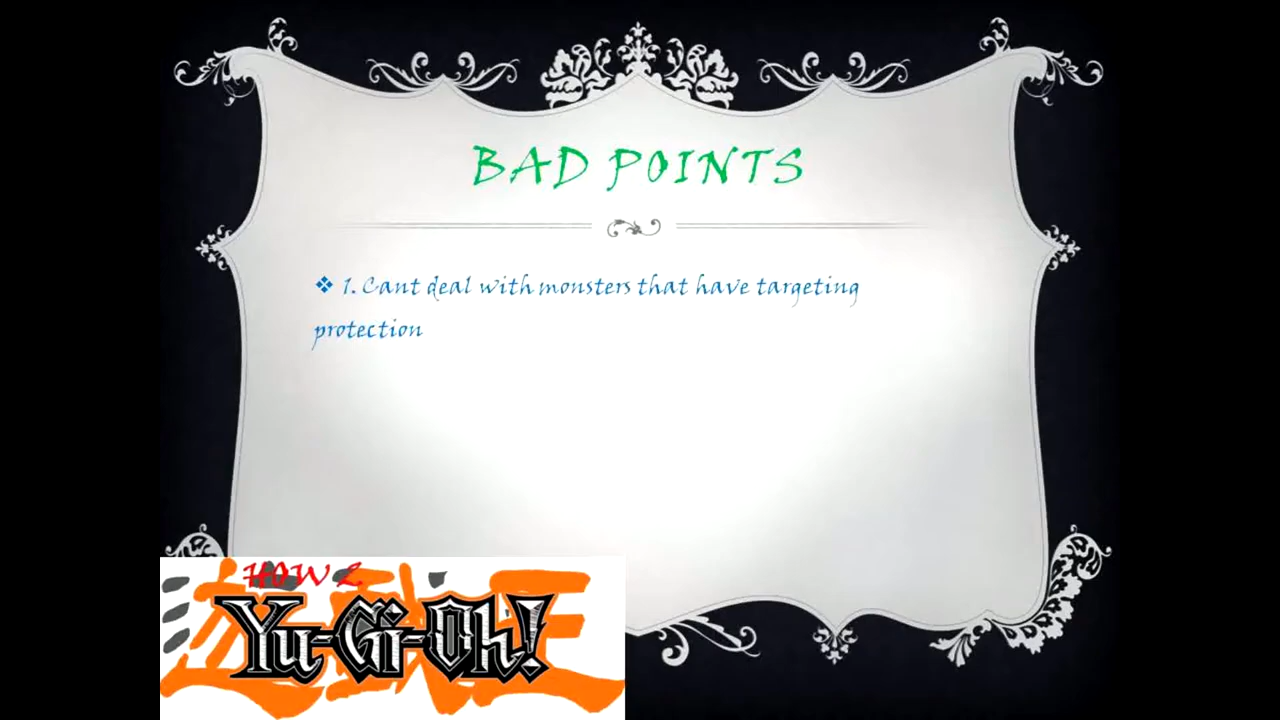 BAD POINTS
❖ 1. Cant deal with monsters that have targeting
protection
HOW 2
Yu-Gi-Oh!